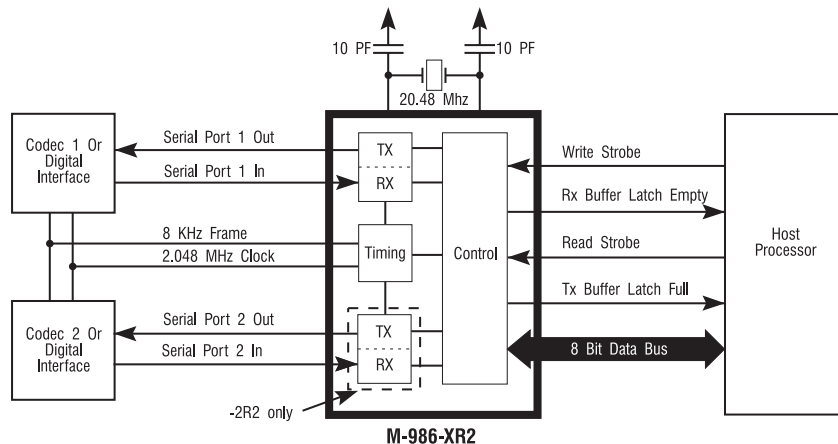 10 PF
10 PF
20.48 Mhz
Codec 1 Or
Digital
Interface
Serial Port 1 Out
Serial Port 1 In
TX
RX
8 KHz Frame
2.048 MHz Clock
Timing
Control
Write Strobe
Rx Buffer Latch Empty
Read Strobe
Tx Buffer Latch Full
8 Bit Data Bus
Host
Processor
Codec 2 Or
Digital
Interface
Serial Port 2 Out
Serial Port 2 In
TX
RX
-2R2 only
M-986-XR2